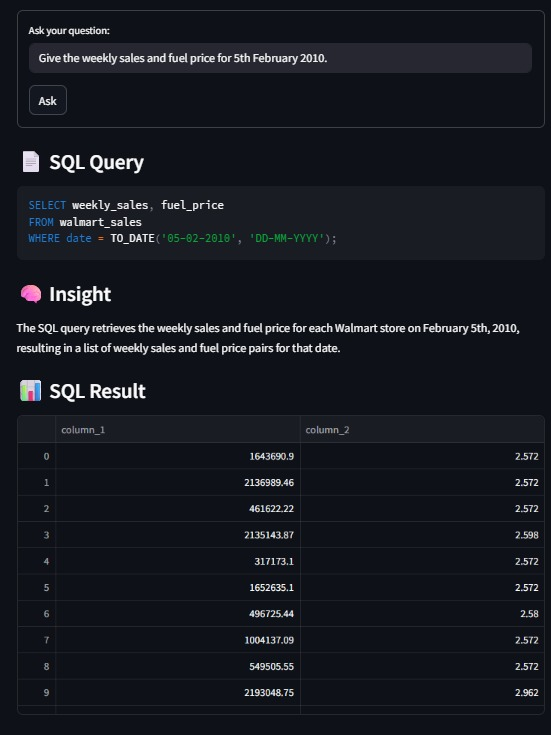 Ask your question:
Give the weekly sales and fuel price for 5th February 2010.
Ask
SQL Query
SELECT weekly_sales, fuel_price
FROM walmart_sales
WHERE date = TO_DATE('05-02-2010', 'DD-MM-YYYY');
Insight
The SQL query retrieves the weekly sales and fuel price for each Walmart store on February 5th, 2010,
resulting in a list of weekly sales and fuel price pairs for that date.
SQL Result
column_1 column_2
0 1643690.9 2.572
1 2136989.46 2.572
2 461622.22 2.572
3 2135143.87 2.598
4 317173.1 2.572
5 1652635.1 2.572
6 496725.44 2.58
7 1004137.09 2.572
8 549505.55 2.572
9 2193048.75 2.962